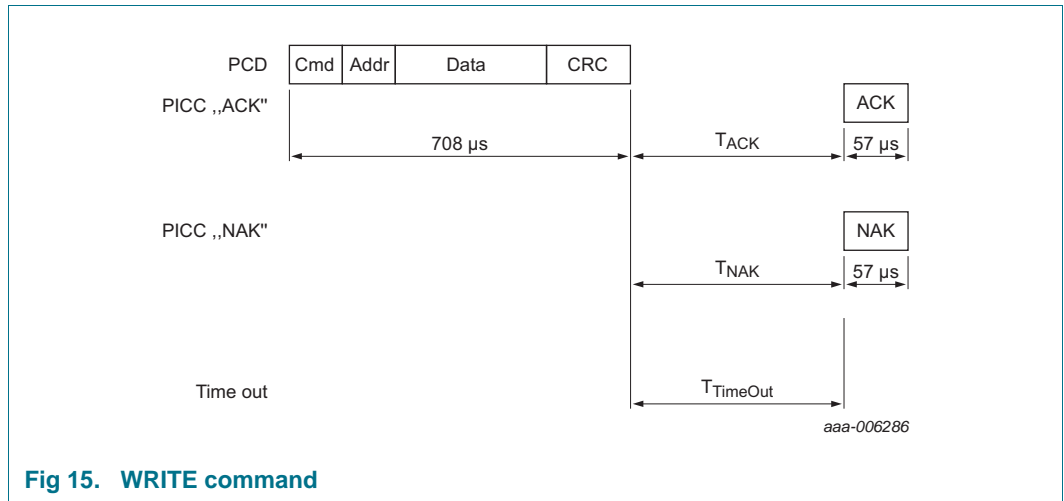 PCD Cmd Addr Data CRC
PICC ,,ACK" ACK
708 µs TACK 57 µs
PICC ,,NAK" NAK
TNAK 57 µs
Time out TTimeOut
aaa-006286
Fig 15. WRITE command